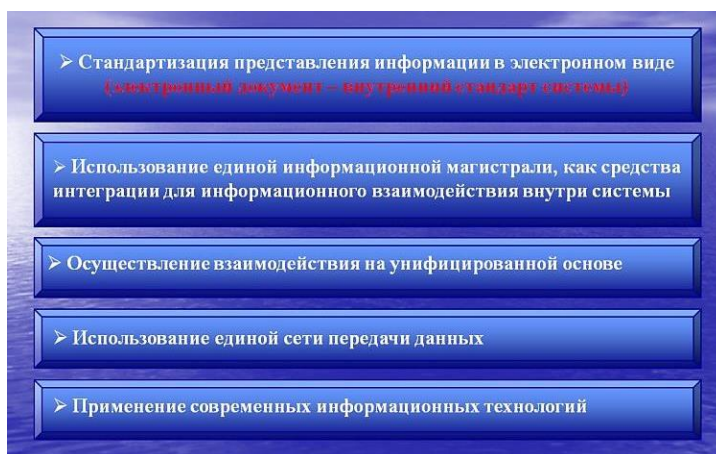 ➢ Стандартизация представления информации в электронном виде
(электронный документ – внутренний стандарт системы)
➢ Использование единой информационной магистрали, как средства
интеграции для информационного взаимодействия внутри системы
➢ Осуществление взаимодействия на унифицированной основе
➢ Использование единой сети передачи данных
➢ Применение современных информационных технологий